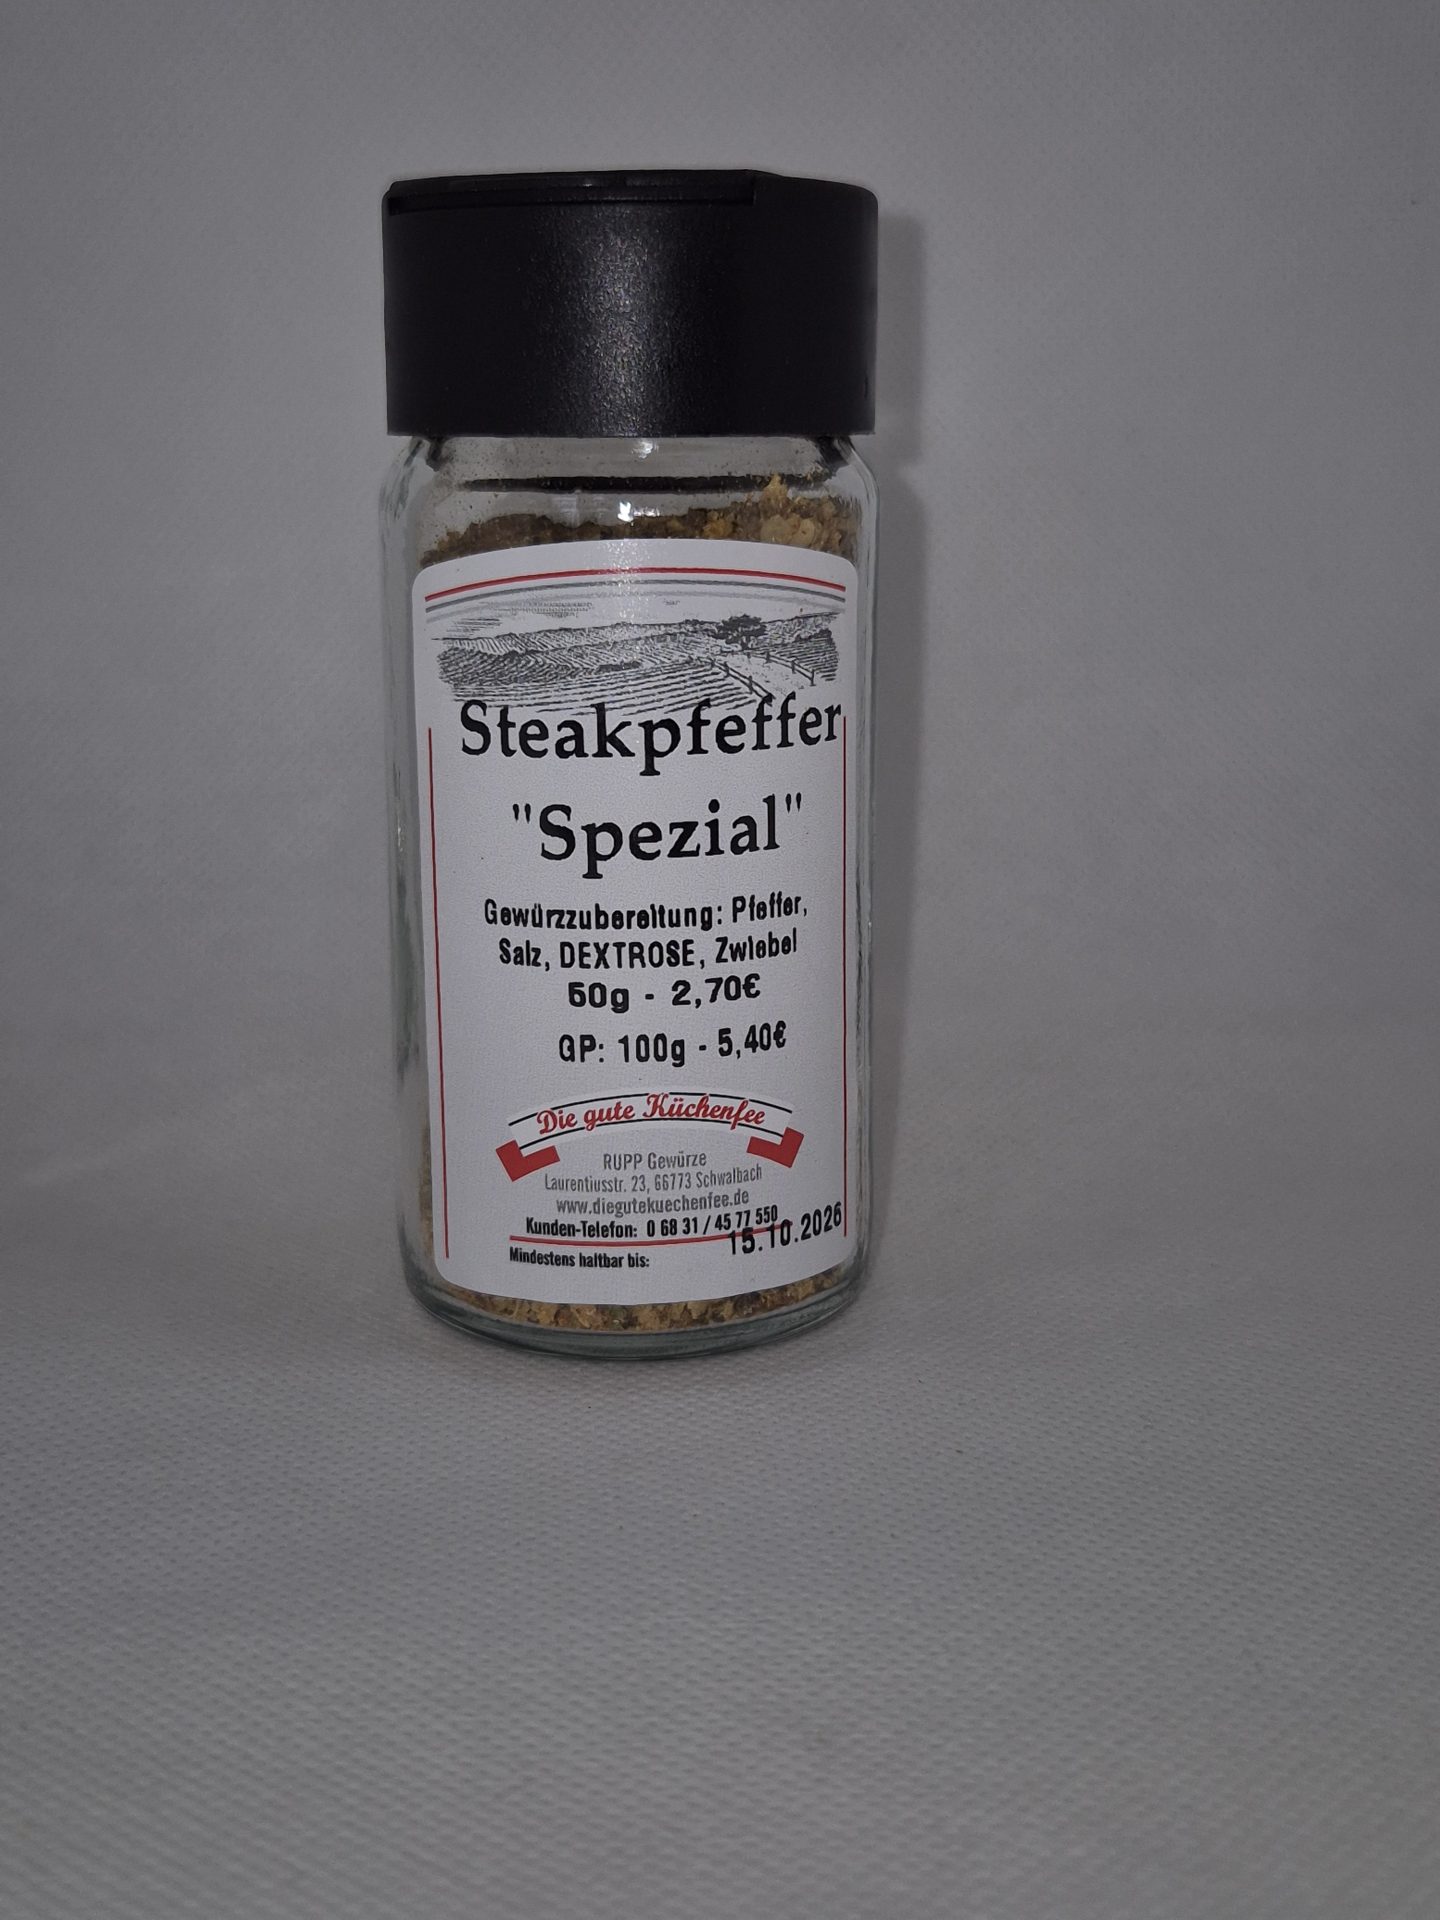 Steakpfeffer
"Spezial"
Gewürzzubereitung: Pfeffer,
Salz, DEXTROSE, Zwiebel
50g - 2,70€
GP: 100g - 5,40€
Die gute Küchenfee
RUPP Gewürze
Laurentiusstr. 23, 66773 Schwalbach
www.diegutekuechenfee.de
Kunden-Telefon: 0 68 31 / 45 77 550
15.10.2026
Mindestens haltbar bis: